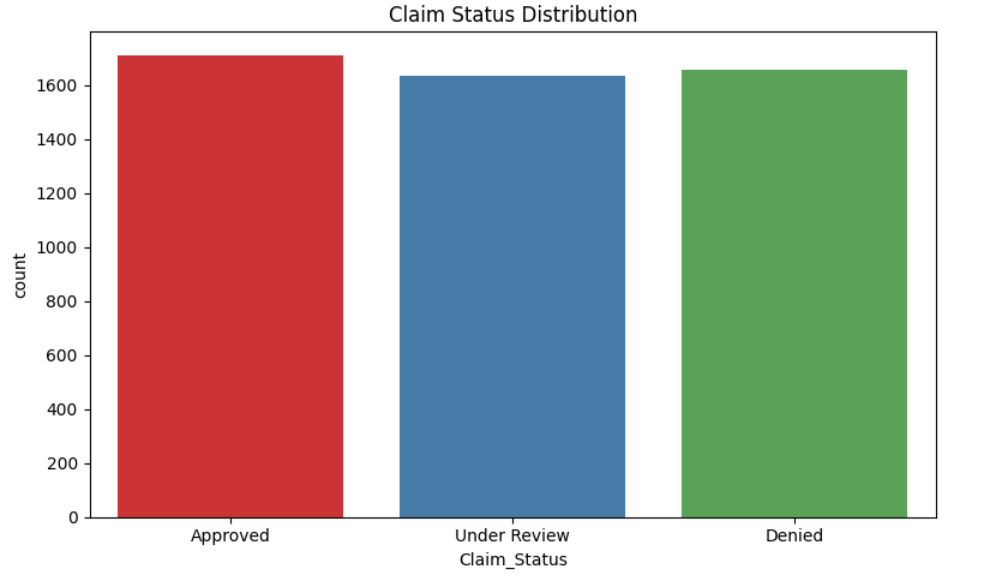 Claim Status Distribution
1600
1400
1200
1000
800
600
400
200
0
count
Approved
Under Review
Denied
Claim_Status